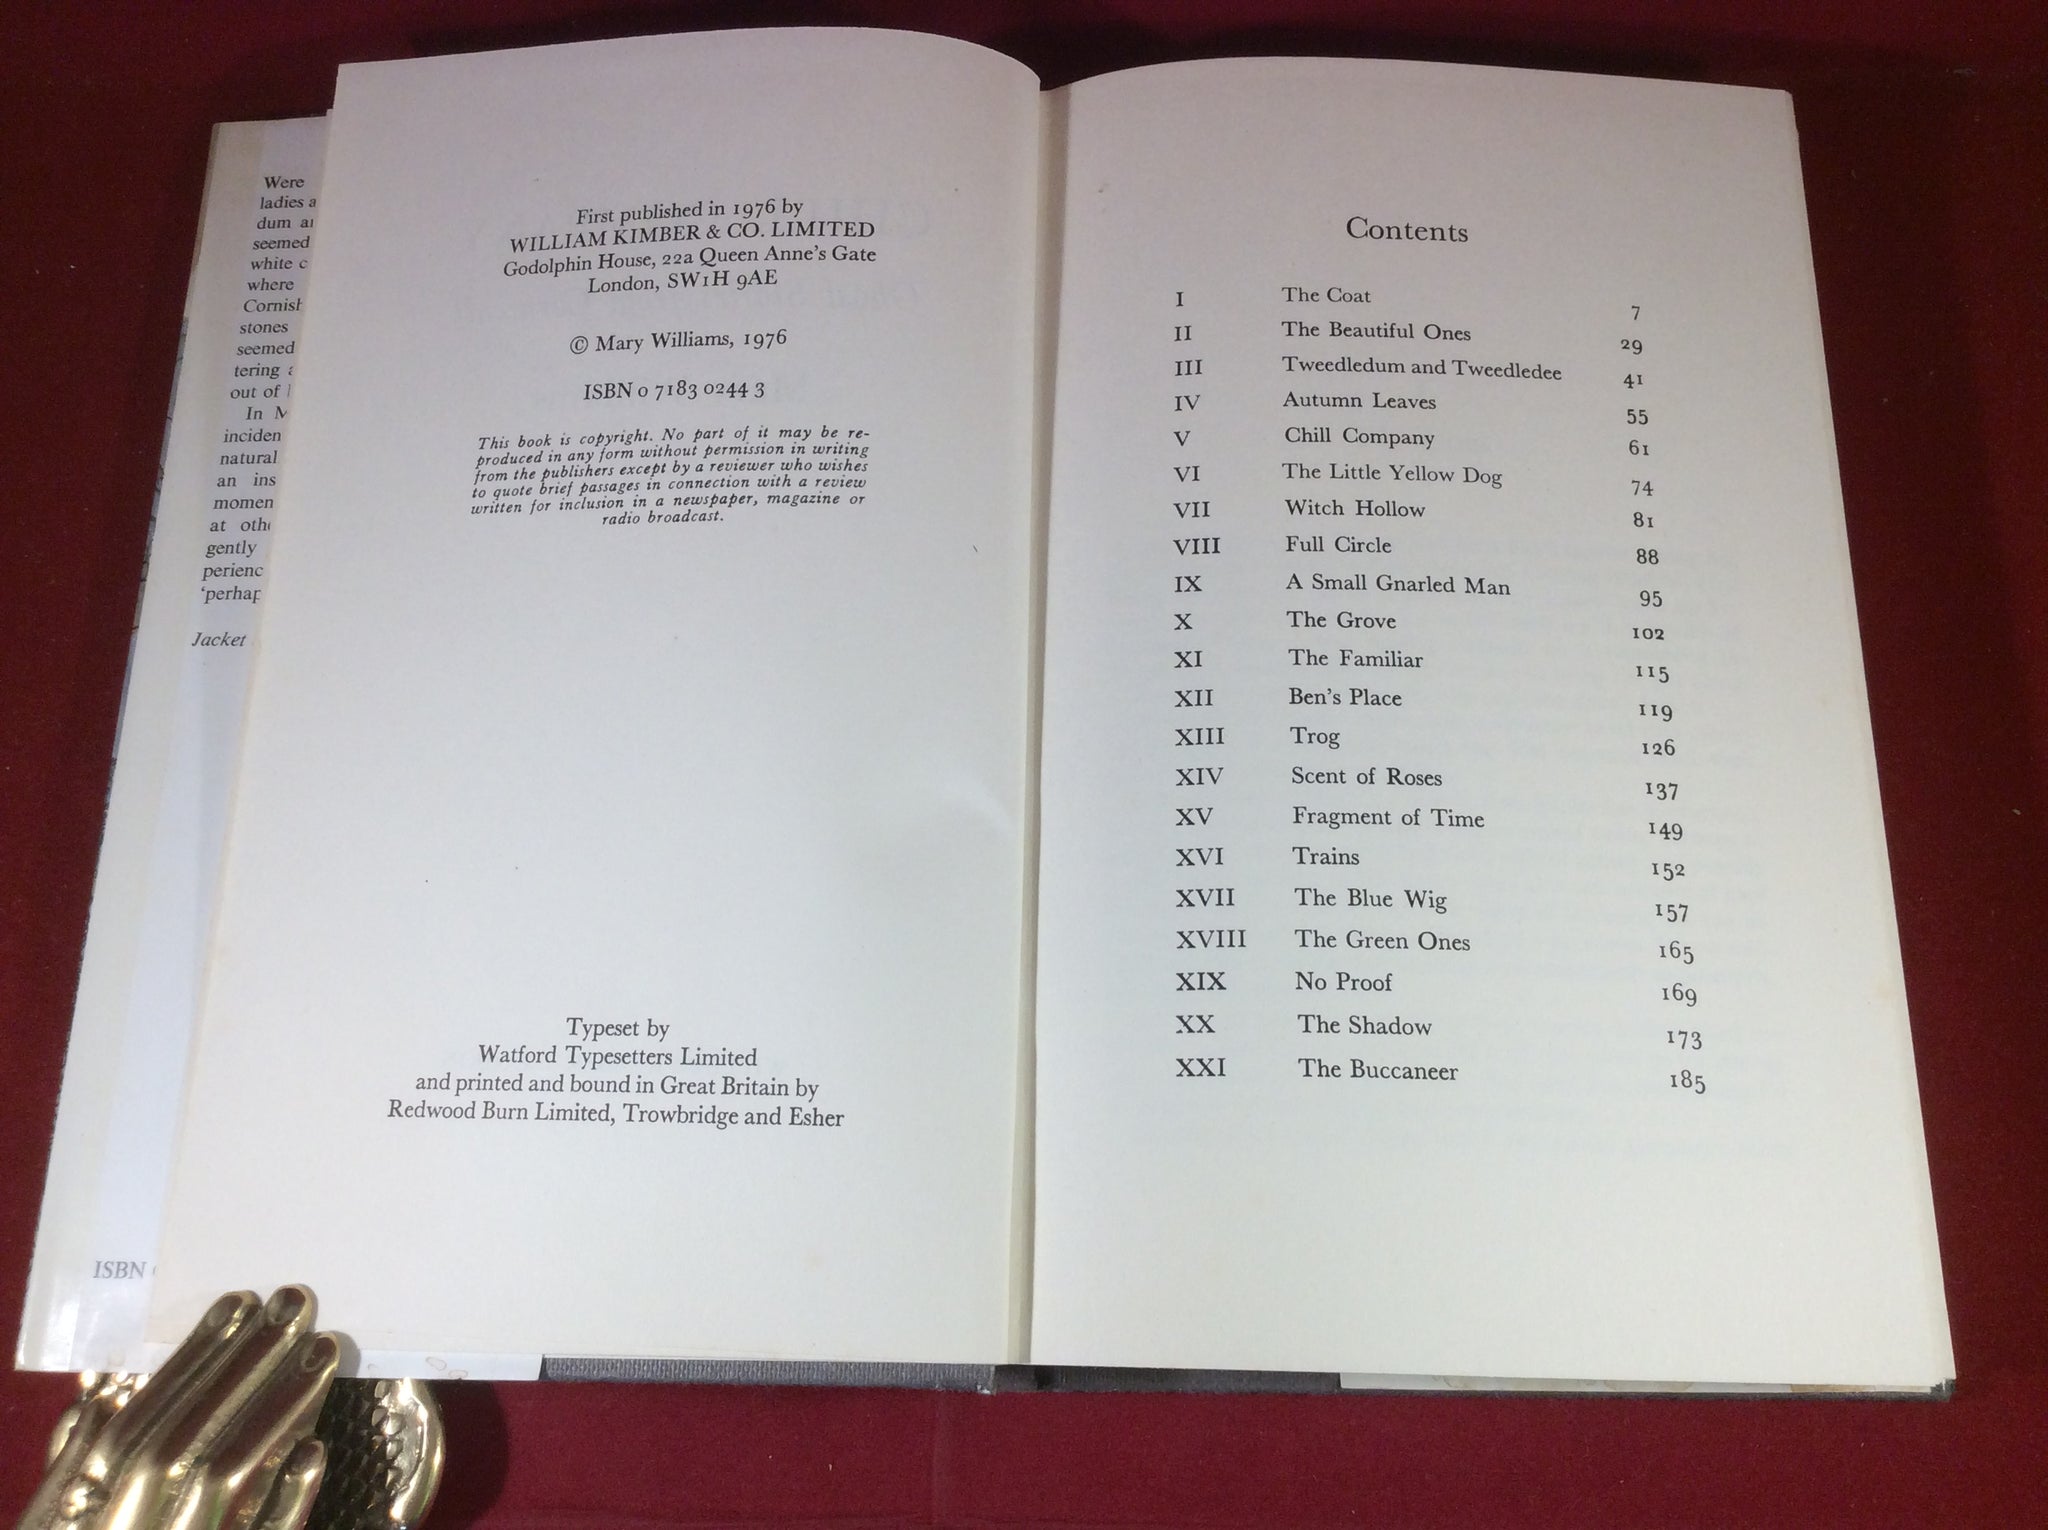 Were
ladies a
dum
seemed
white c
where
Cornish
stones
seemed
tering
out of
In M
inciden
natural
an ins
momen
at oth
gently
perienc
'perhap
Jacket
ISBN
First published in 1976 by
WILLIAM KIMBER & CO. LIMITED
Godolphin House, 22a Queen Anne's Gate
London, SW1H 9AE
© Mary Williams, 1976
ISBN 0 7183 0244 3
This book is copyright. No part of it may be re-
produced in any form without permission in writing
from the publishers except by a reviewer who wishes
to quote brief passages in connection with a review
written for inclusion in a newspaper, magazine or
radio broadcast.
Typeset by
Watford Typesetters Limited
and printed and bound in Great Britain by
Redwood Burn Limited, Trowbridge and Esher
Contents
I The Coat 7
II The Beautiful Ones 29
III Tweedledum and Tweedledee 41
IV Autumn Leaves 55
V Chill Company 61
VI The Little Yellow Dog 74
VII Witch Hollow 81
VIII Full Circle 88
IX A Small Gnarled Man 95
X The Grove 102
XI The Familiar 115
XII Ben's Place 119
XIII Trog 126
XIV Scent of Roses 137
XV Fragment of Time 149
XVI Trains 152
XVII The Blue Wig 157
XVIII The Green Ones 165
XIX No Proof 169
XX The Shadow 173
XXI The Buccaneer 185